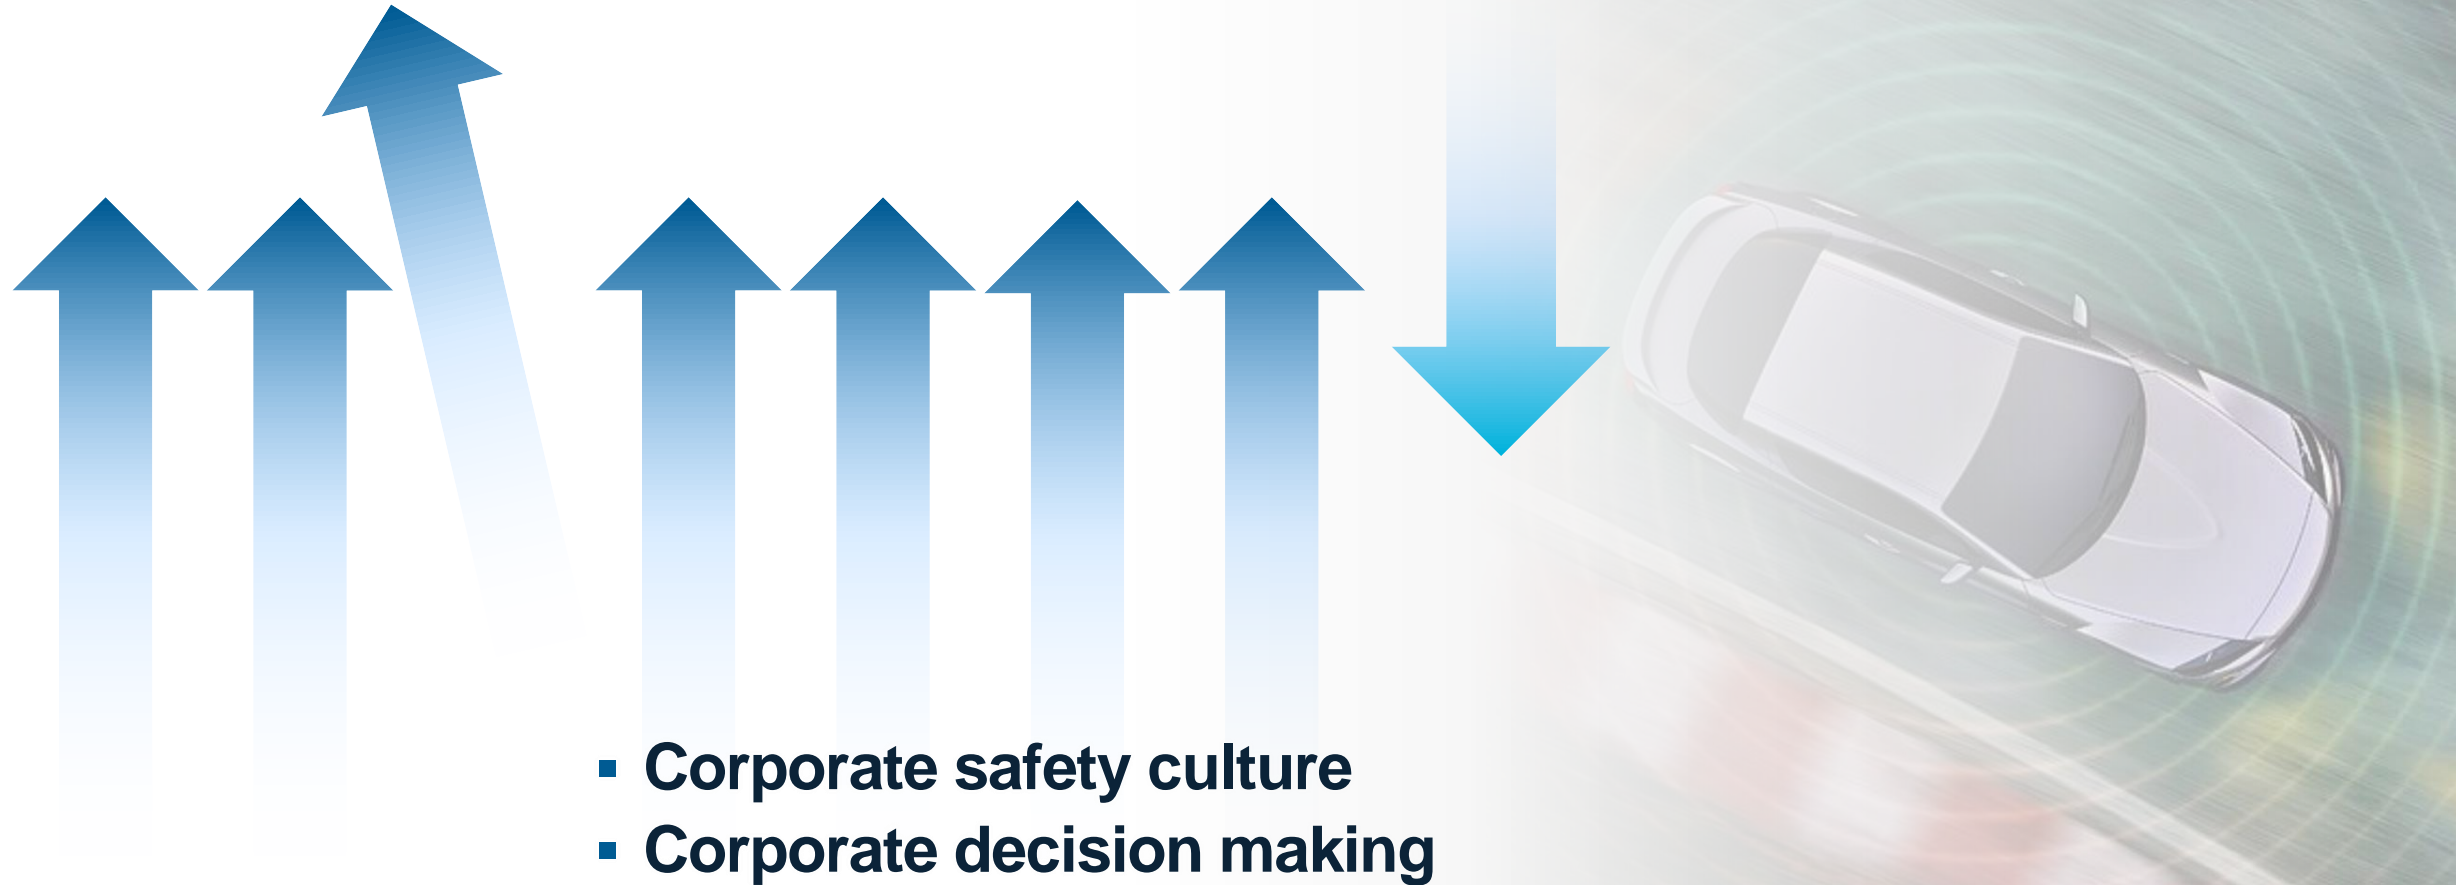 ▪ Corporate safety culture
▪ Corporate decision making